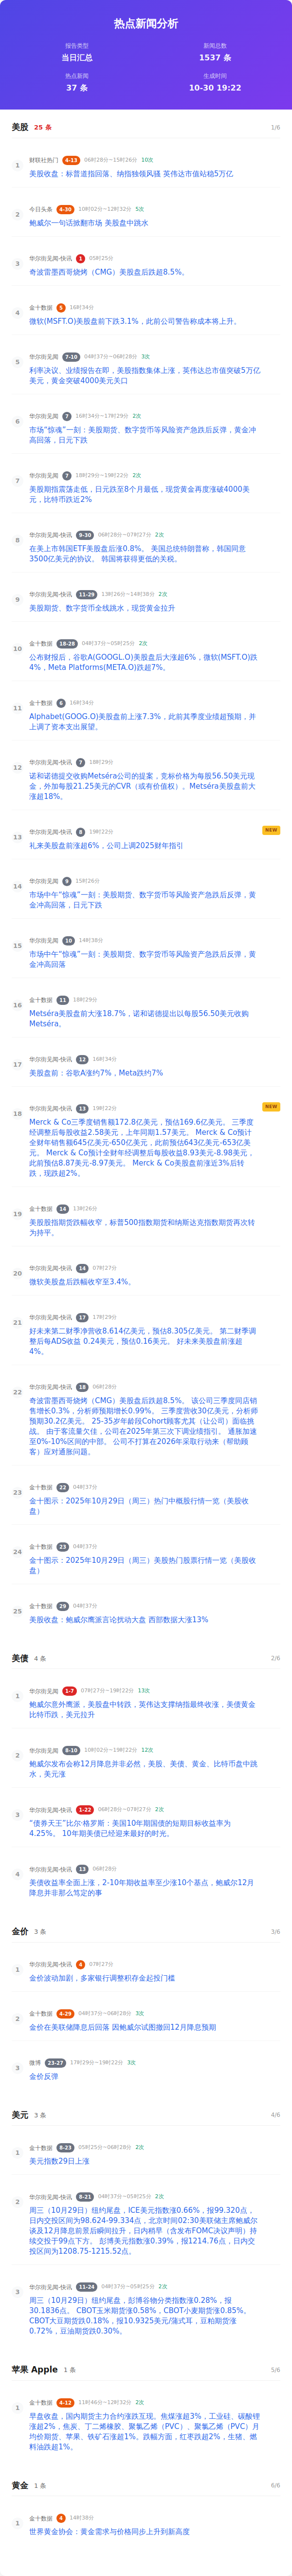 热点新闻分析
报告类型
新闻总数
当日汇总
1537 条
热点新闻
生成时间
37 条
10-30 19:22
美股 25 条 1/6
1 财联社热门 4-13 06时28分~15时26分 10次
美股收盘：标普道指回落、纳指独领风骚 英伟达市值站稳5万亿
2 今日头条 4-30 10时02分~12时32分 5次
鲍威尔一句话掀翻市场 美股盘中跳水
3 华尔街见闻-快讯 1 05时25分
奇波雷墨西哥烧烤（CMG）美股盘后跌超8.5%。
4 金十数据 5 16时34分
微软(MSFT.O)美股盘前下跌3.1%，此前公司警告称成本将上升。
5 华尔街见闻 7-10 04时37分~06时28分 3次
利率决议、业绩报告在即，美股指数集体上涨，英伟达总市值突破5万亿
美元，黄金突破4000美元关口
6 华尔街见闻 7 16时34分~17时29分 2次
市场“惊魂”一刻：美股期货、数字货币等风险资产急跌后反弹，黄金冲
高回落，日元下跌
7 华尔街见闻 7 18时29分~19时22分 2次
美股期指震荡走低，日元跌至8个月最低，现货黄金再度涨破4000美
元，比特币跌近2%
8 华尔街见闻-快讯 9-30 06时28分~07时27分 2次
在美上市韩国ETF美股盘后涨0.8%。 美国总统特朗普称，韩国同意
3500亿美元的协议。 韩国将获得更低的关税。
9 华尔街见闻-快讯 11-29 13时26分~14时38分 2次
美股期货、数字货币全线跳水，现货黄金拉升
10 金十数据 18-28 04时37分~05时25分 2次
公布财报后，谷歌A(GOOGL.O)美股盘后大涨超6%，微软(MSFT.O)跌
4%，Meta Platforms(META.O)跌超7%。
11 金十数据 6 16时34分
Alphabet(GOOG.O)美股盘前上涨7.3%，此前其季度业绩超预期，并
上调了资本支出展望。
12 华尔街见闻-快讯 7 18时29分
诺和诺德提交收购Metséra公司的提案，竞标价格为每股56.50美元现
金，外加每股21.25美元的CVR（或有价值权）。Metséra美股盘前大
涨超18%。
13 华尔街见闻-快讯 8 19时22分 NEW
礼来美股盘前涨超6%，公司上调2025财年指引
14 华尔街见闻 9 15时26分
市场中午“惊魂”一刻：美股期货、数字货币等风险资产急跌后反弹，黄
金冲高回落，日元下跌
15 华尔街见闻 10 14时38分
市场中午“惊魂”一刻：美股期货、数字货币等风险资产急跌后反弹，黄
金冲高回落
16 金十数据 11 18时29分
Metséra美股盘前大涨18.7%，诺和诺德提出以每股56.50美元收购
Metséra。
17 华尔街见闻-快讯 12 16时34分
美股盘前：谷歌A涨约7%，Meta跌约7%
18 华尔街见闻-快讯 13 19时22分 NEW
Merck & Co三季度销售额172.8亿美元，预估169.6亿美元。 三季度
经调整后每股收益2.58美元，上年同期1.57美元。 Merck & Co预计
全财年销售额645亿美元-650亿美元，此前预估643亿美元-653亿美
元。 Merck & Co预计全财年经调整后每股收益8.93美元-8.98美元，
此前预估8.87美元-8.97美元。 Merck & Co美股盘前涨近3%后转
跌，现跌超2%。
19 金十数据 14 13时26分
美股股指期货跌幅收窄，标普500指数期货和纳斯达克指数期货再次转
为持平。
20 华尔街见闻-快讯 14 07时27分
微软美股盘后跌幅收窄至3.4%。
21 华尔街见闻-快讯 17 17时29分
好未来第二财季净营收8.614亿美元，预估8.305亿美元。 第二财季调
整后每ADS收益 0.24美元，预估0.15美元。 好未来美股盘前涨超
4%。
22 华尔街见闻-快讯 18 06时28分
奇波雷墨西哥烧烤（CMG）美股盘后跌超8.5%。 该公司三季度同店销
售增长0.3%，分析师预期增长0.99%。 三季度营收30亿美元，分析师
预期30.2亿美元。 25-35岁年龄段Cohort顾客尤其（让公司）面临挑
战。 由于客流量欠佳，公司在2025年第三次下调业绩指引。 通胀加速
至0%-10%区间的中部。 公司不打算在2026年采取行动来（帮助顾
客）应对通胀问题。
23 金十数据 22 04时37分
金十图示：2025年10月29日（周三）热门中概股行情一览（美股收
盘）
24 金十数据 23 04时37分
金十图示：2025年10月29日（周三）美股热门股票行情一览（美股收
盘）
25 金十数据 29 04时37分
美股收盘：鲍威尔鹰派言论扰动大盘 西部数据大涨13%
美债 4 条 2/6
1 华尔街见闻 1-7 07时27分~19时22分 13次
鲍威尔意外鹰派，美股盘中转跌，英伟达支撑纳指最终收涨，美债黄金
比特币跌，美元拉升
2 华尔街见闻 8-10 10时02分~19时22分 12次
鲍威尔发布会称12月降息并非必然，美股、美债、黄金、比特币盘中跳
水，美元涨
3 华尔街见闻-快讯 1-22 06时28分~07时27分 2次
“债券天王”比尔·格罗斯：美国10年期国债的短期目标收益率为
4.25%。 10年期美债已经迎来最好的时光。
4 华尔街见闻-快讯 13 06时28分
美债收益率全面上涨，2-10年期收益率至少涨10个基点，鲍威尔12月
降息并非那么笃定的事
金价 3 条 3/6
1 华尔街见闻-快讯 4 07时27分
金价波动加剧，多家银行调整积存金起投门槛
2 金十数据 4-29 04时37分~06时28分 3次
金价在美联储降息后回落 因鲍威尔试图撤回12月降息预期
3 微博 23-27 17时29分~19时22分 3次
金价反弹
美元 3 条 4/6
1 金十数据 8-23 05时25分~06时28分 2次
美元指数29日上涨
2 华尔街见闻-快讯 8-21 04时37分~05时25分 2次
周三（10月29日）纽约尾盘，ICE美元指数涨0.66%，报99.320点，
日内交投区间为98.624-99.334点，北京时间02:30美联储主席鲍威尔
谈及12月降息前景后瞬间拉升，日内稍早（含发布FOMC决议声明）持
续交投于99点下方。 彭博美元指数涨0.39%，报1214.76点，日内交
投区间为1208.75-1215.52点。
3 华尔街见闻-快讯 11-24 04时37分~05时25分 2次
周三（10月29日）纽约尾盘，彭博谷物分类指数涨0.28%，报
30.1836点。 CBOT玉米期货涨0.58%，CBOT小麦期货涨0.85%。
CBOT大豆期货跌0.18%，报10.9325美元/蒲式耳，豆粕期货涨
0.72%，豆油期货跌0.30%。
苹果 Apple 1 条 5/6
1 金十数据 4-12 11时46分~12时32分 2次
早盘收盘，国内期货主力合约涨跌互现。焦煤涨超3%，工业硅、碳酸锂
涨超2%，焦炭、丁二烯橡胶、聚氯乙烯（PVC）、聚氯乙烯（PVC）月
均价期货、苹果、铁矿石涨超1%。跌幅方面，红枣跌超2%，生猪、燃
料油跌超1%。
黄金 1 条 6/6
1 金十数据 4 14时38分
世界黄金协会：黄金需求与价格同步上升到新高度